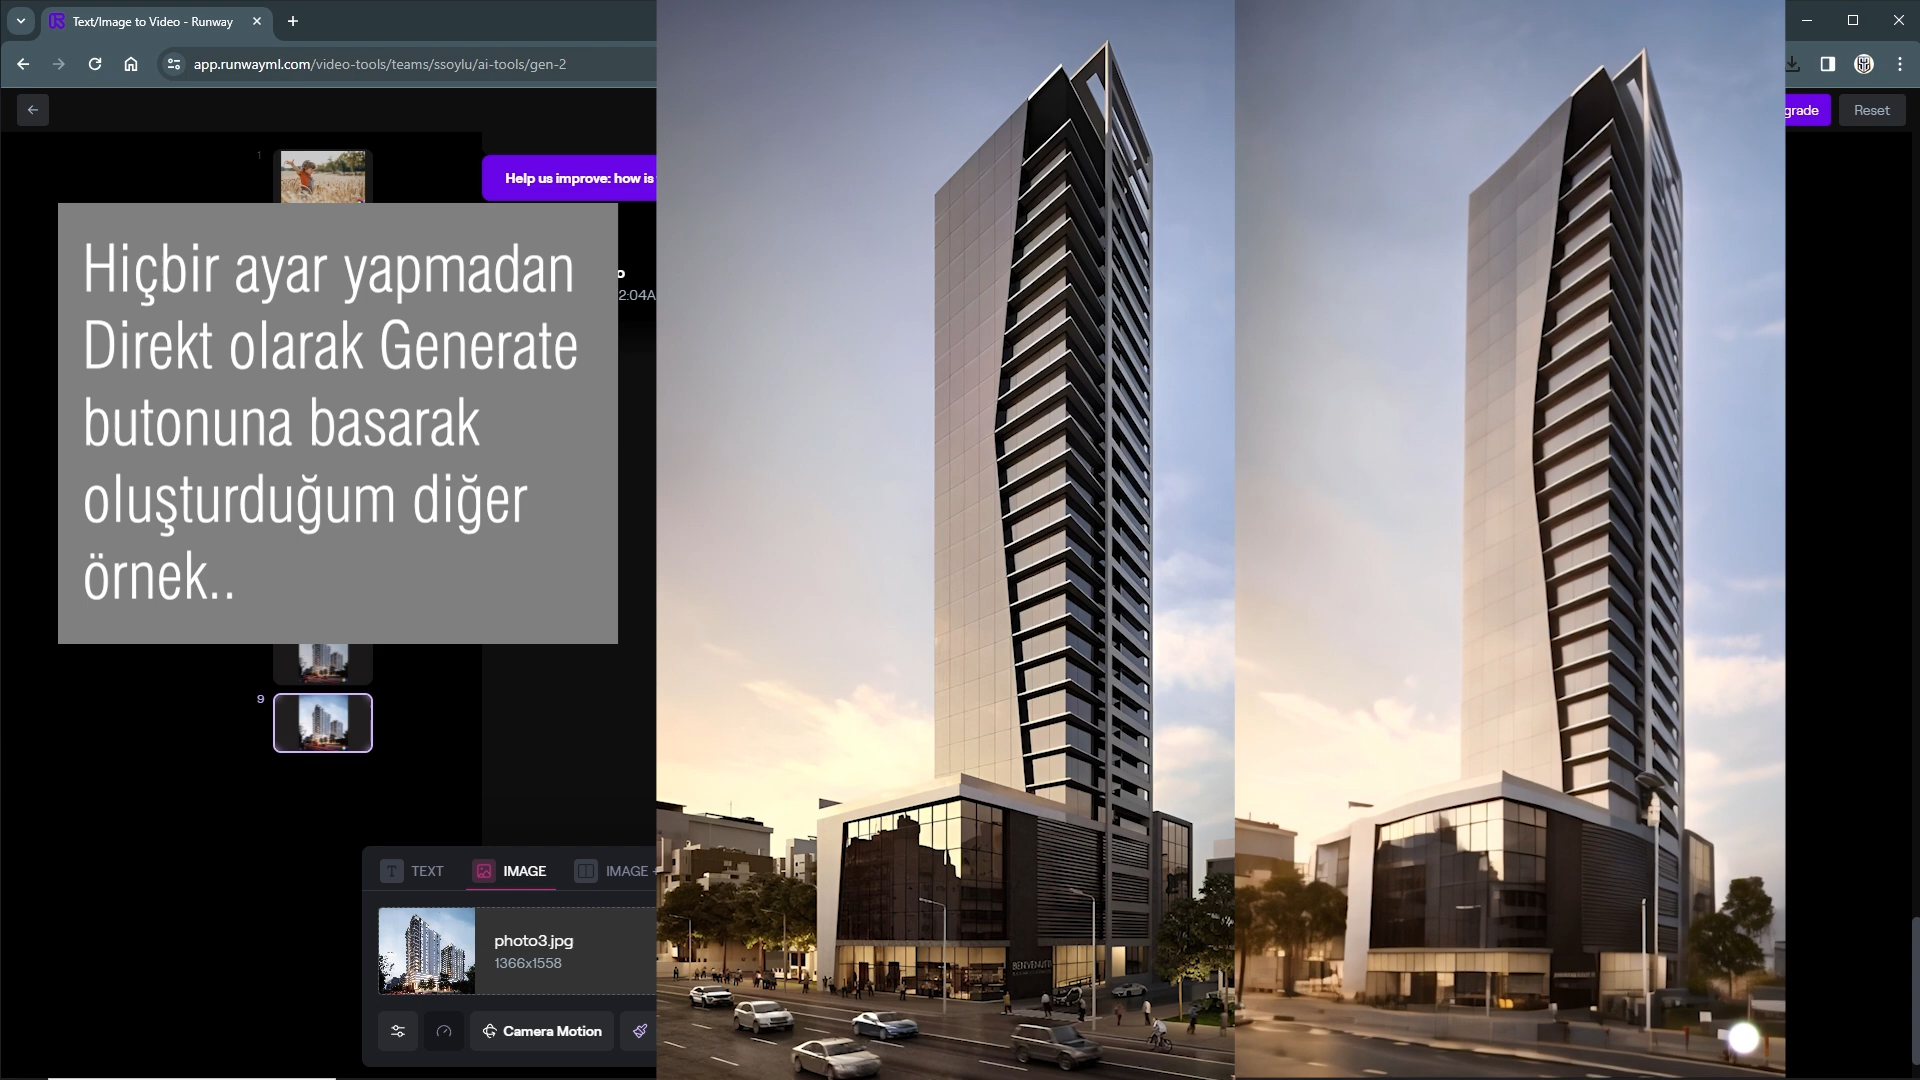 Text/Image to Video - Runway
app.runwayml.com/video-tools/teams/ssoylu/ai-tools/gen-2
grade
Reset
1
Help us improve: how is
Hiçbir ayar yapmadan
Direkt olarak Generate
butonuna basarak
oluşturduğum diğer
örnek..
o
2:04A
9
TEXT
IMAGE
IMAGE +
photo3.jpg
1366x1558
Camera Motion
BENVENUTO